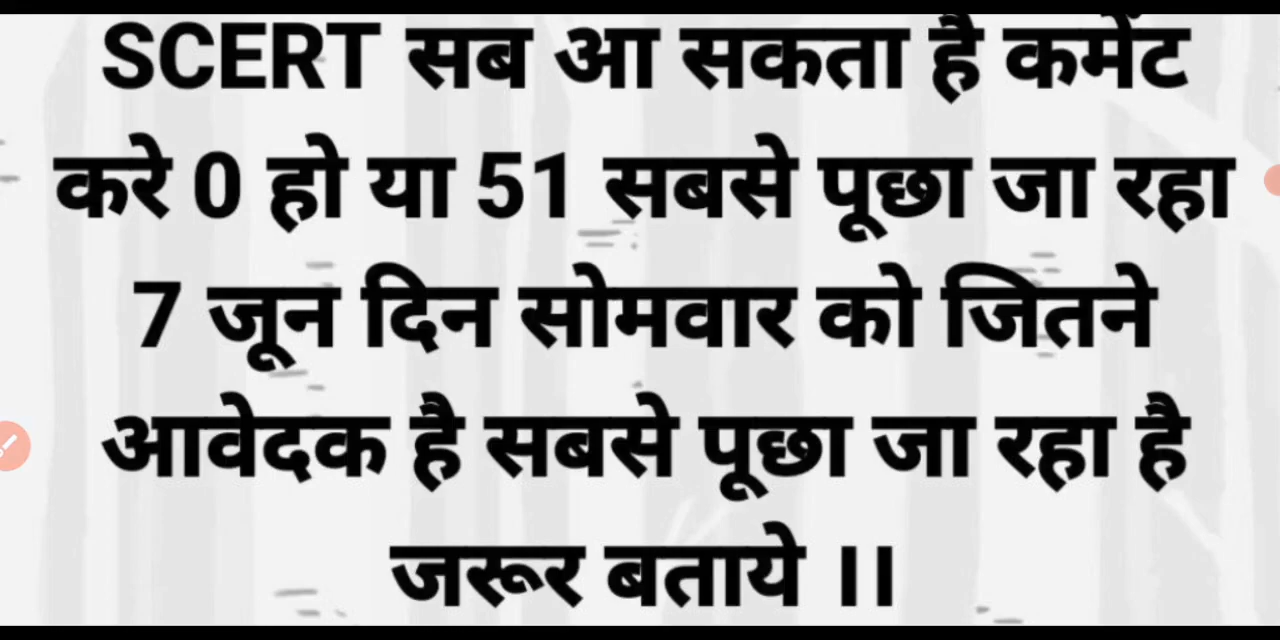 SCERT सब आ सकता है कमेंट
करे 0 हो या 51 सबसे पूछा जा रहा
7 जून दिन सोमवार को जितने
आवेदक है सबसे पूछा जा रहा है
जरूर बताये ।।